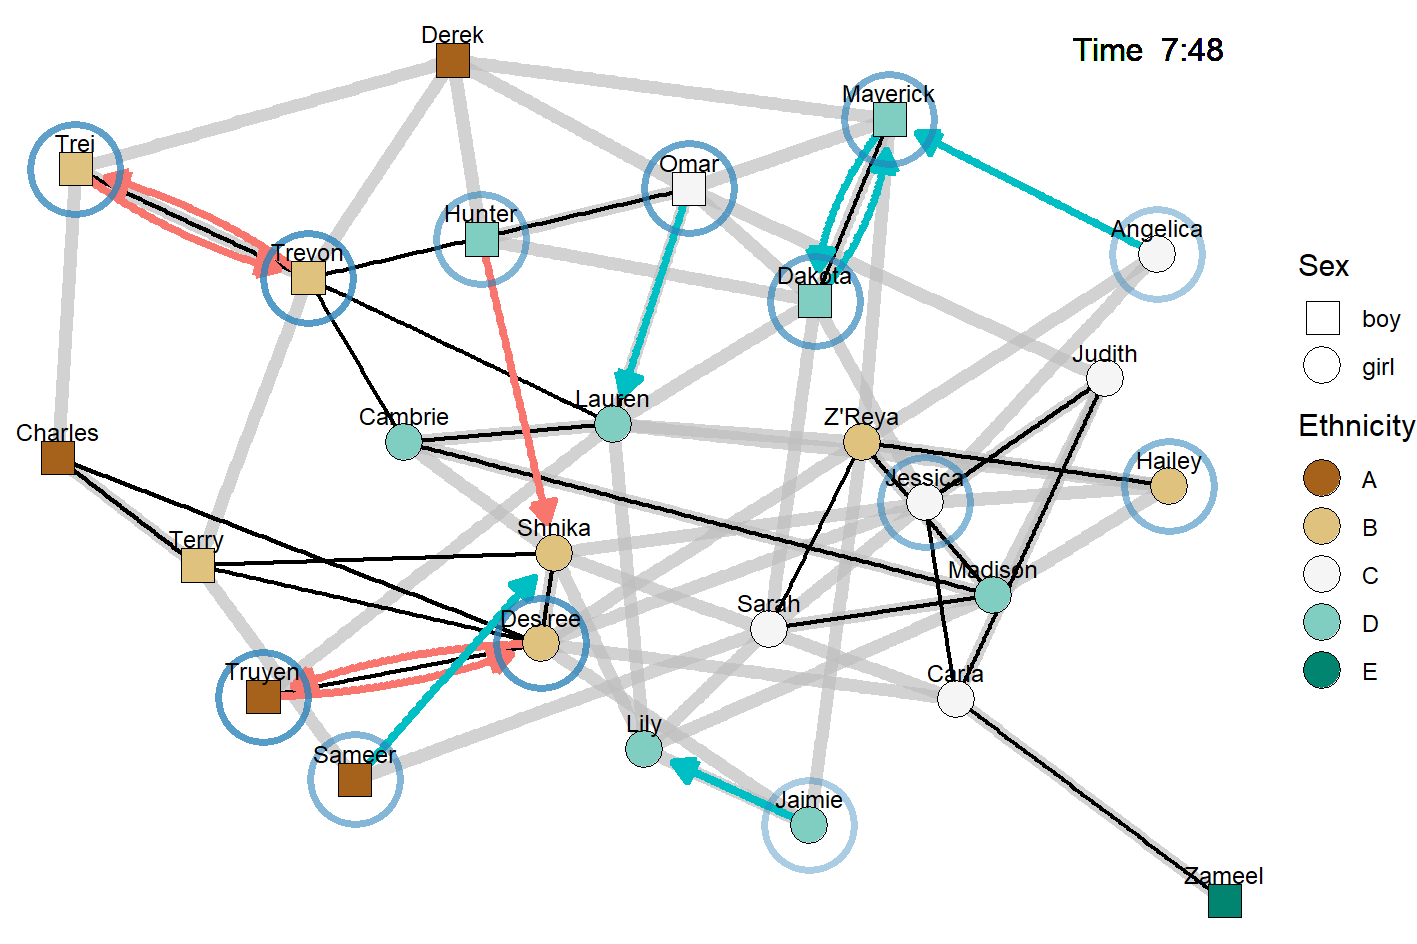 Derek
Time 7:48
Maverick
Trei
Omar
Hunter
Angelica
Trevon
Dakota
Judith
Lauren
Cambrie
Z'Reya
Charles
Hailey
Jessica
Shnika
Terry
Madison
Sarah
Desiree
Truyen
Carla
Lily
Sameer
Jaimie
Zameel
Sex
boy
girl
Ethnicity
A
B
C
D
E